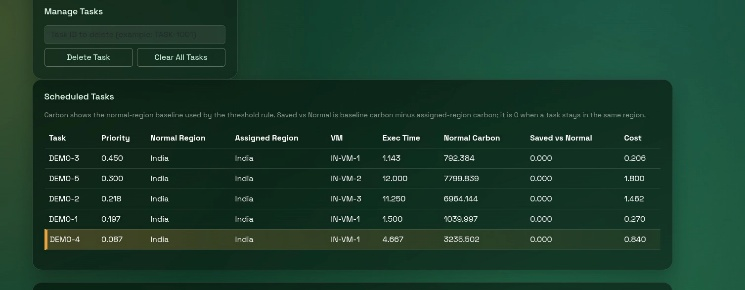 Manage Tasks
Delete Task Clear All Tasks
Scheduled Tasks
Carbon shows the normal-region baseline used by the threshold rule. Saved vs Normal is baseline carbon minus assigned-region carbon; it is 0 when a task stays in the same region.
Task Priority Normal Region Assigned Region VM Exec Time Normal Carbon Saved vs Normal Cost
DEMO-3 0.450 India India IN-VM-1 1.143 792.384 0.000 0.206
DEMO-5 0.300 India India IN-VM-2 12.000 7799.839 0.000 1.800
DEMO-2 0.218 India India IN-VM-3 11.250 6964.144 0.000 1.462
DEMO-1 0.197 India India IN-VM-1 1.500 1039.997 0.000 0.270
DEMO-4 0.087 India India IN-VM-1 4.667 3235.502 0.000 0.840